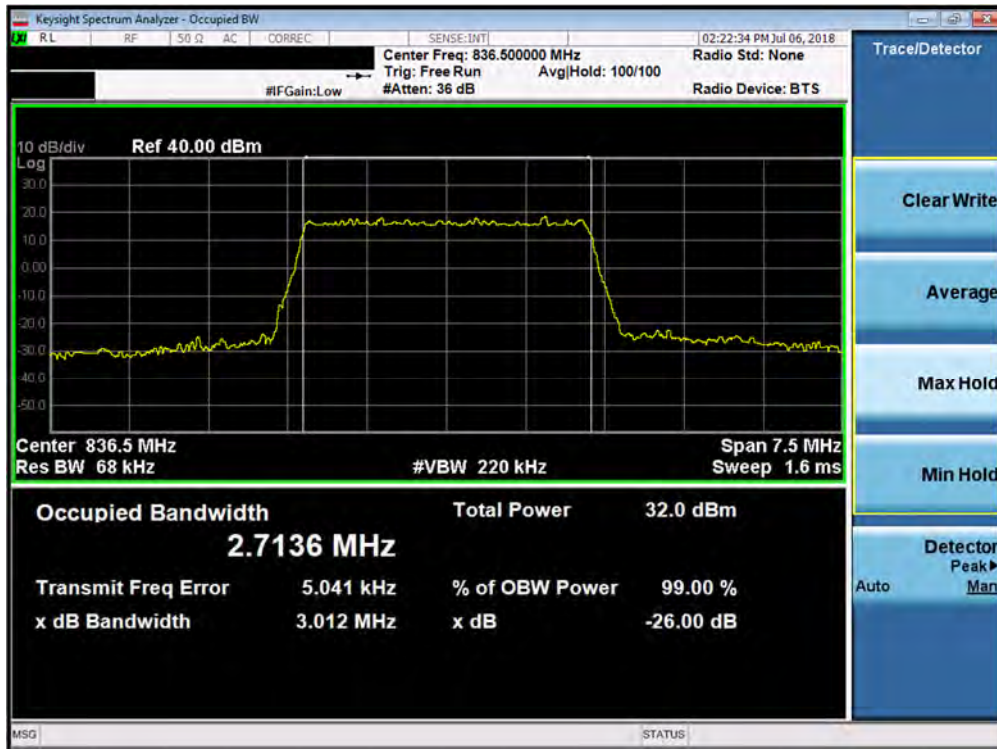 Keysight Spectrum Analyzer - Occupied BW
LXI RL RF 50 Ω AC CORREC SENSE:INT 02:22:34 PM Jul 06, 2018
Center Freq: 836.500000 MHz Radio Std: None
Trig: Free Run Avg|Hold: 100/100
#IFGain:Low #Atten: 36 dB Radio Device: BTS
Trace/Detector
10 dB/div Ref 40.00 dBm
Log
30.0
20.0
10.0
0.00
-10.0
-20.0
-30.0
-40.0
-50.0
Center 836.5 MHz Span 7.5 MHz
Res BW 68 kHz #VBW 220 kHz Sweep 1.6 ms
Occupied Bandwidth Total Power 32.0 dBm
2.7136 MHz
Transmit Freq Error 5.041 kHz % of OBW Power 99.00 %
x dB Bandwidth 3.012 MHz x dB -26.00 dB
Clear Write
Average
Max Hold
Min Hold
Detector
Peak▶
Auto Man
MSG STATUS